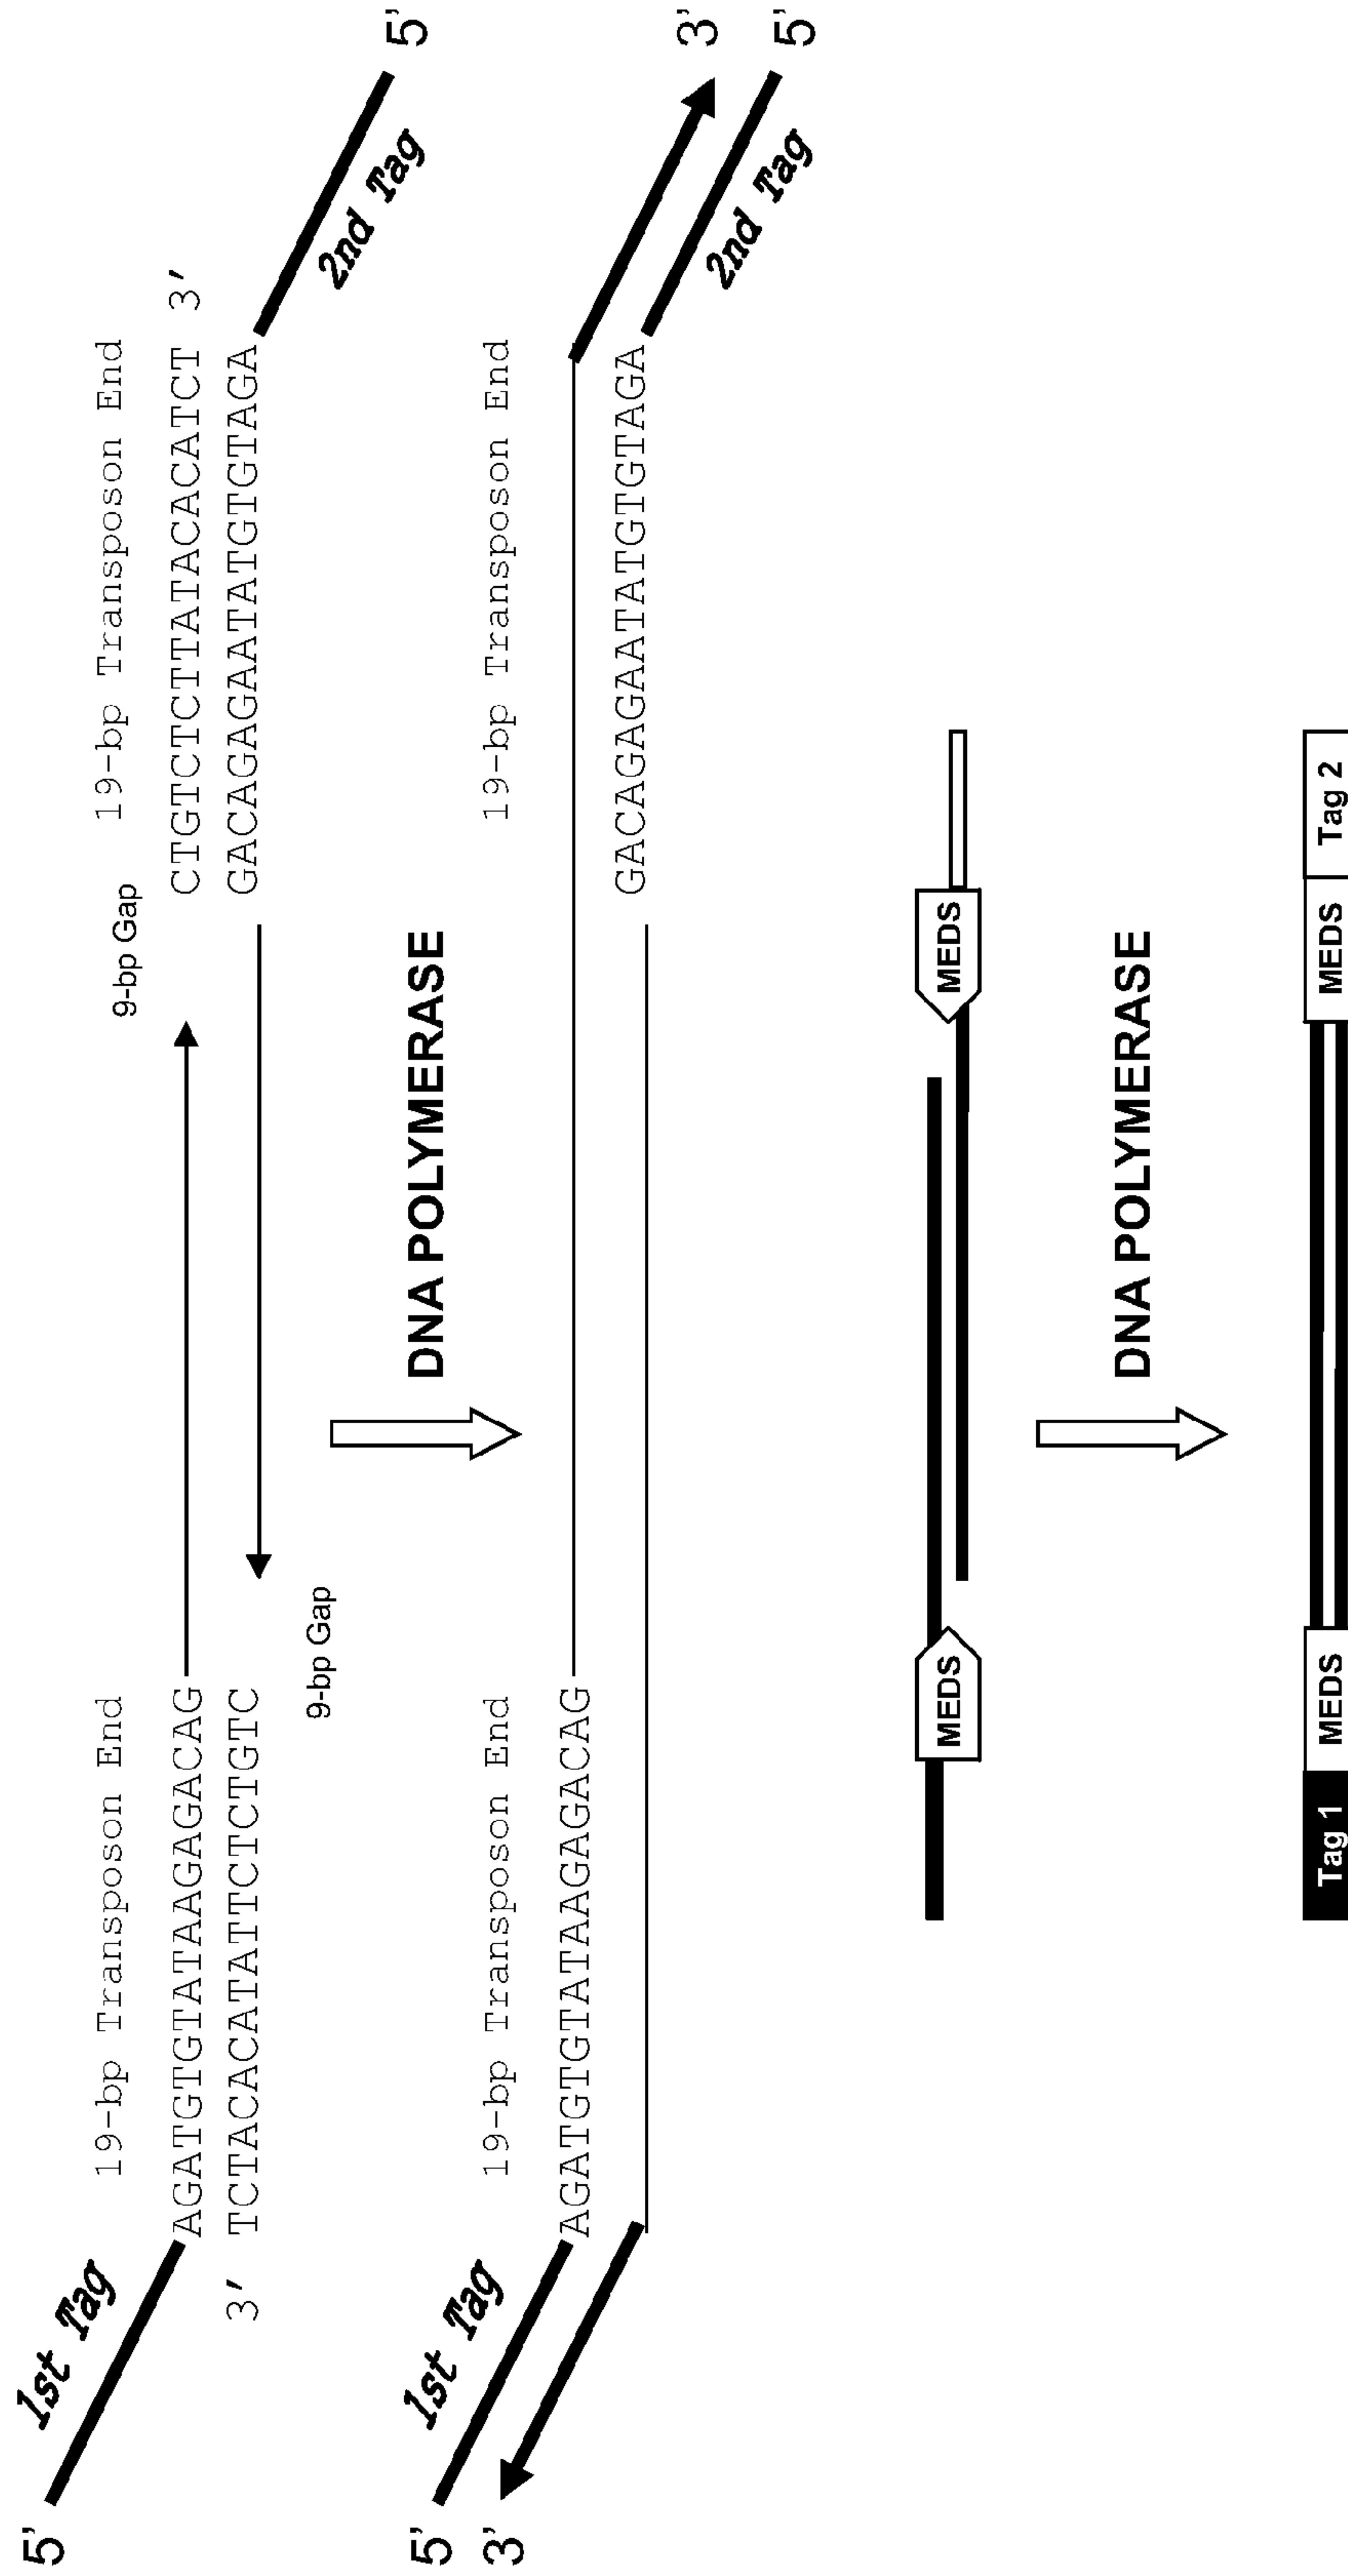 5' 1st Tag
19-bp Transposon End
AGATGTGTATAAGAGACAG
3' TCTACACATATTCTCTGTC
9-bp Gap
9-bp Gap
19-bp Transposon End
CTGTCTCTTATACACATCT 3'
GACAGAGAATATGTGTAGA
2nd Tag 5'
DNA POLYMERASE
5' 1st Tag
3'
19-bp Transposon End
AGATGTGTATAAGAGACAG
19-bp Transposon End
GACAGAGAATATGTGTAGA
3'
2nd Tag 5'
MEDS MEDS
DNA POLYMERASE
Tag 1 MEDS MEDS Tag 2